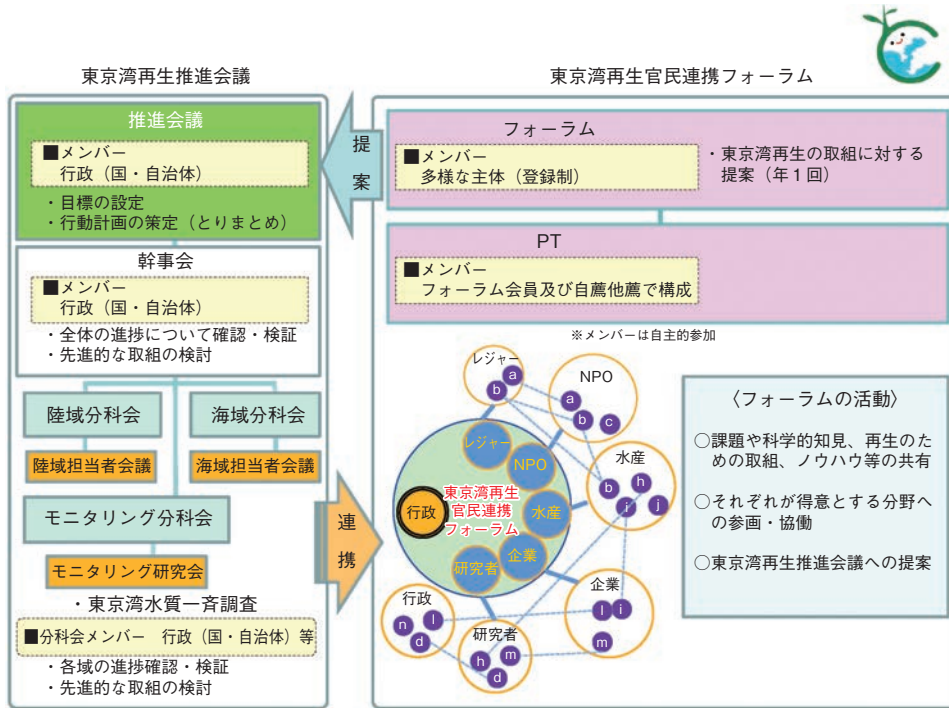 東京湾再生推進会議
推進会議
■メンバー
行政（国・自治体）
・目標の設定
・行動計画の策定（とりまとめ）
幹事会
■メンバー
行政（国・自治体）
・全体の進捗について確認・検証
・先進的な取組の検討
陸域分科会
海域分科会
陸域担当者会議
海域担当者会議
モニタリング分科会
モニタリング研究会
・東京湾水質一斉調査
■分科会メンバー　行政（国・自治体）等
・各域の進捗確認・検証
・先進的な取組の検討
提案
連携
東京湾再生官民連携フォーラム
フォーラム
■メンバー
多様な主体（登録制）
・東京湾再生の取組に対する
提案（年１回）
PT
■メンバー
フォーラム会員及び自薦他薦で構成
※メンバーは自主的参加
レジャー
a
b
NPO
a
b
c
水産
b
h
i
j
企業
l
i
m
研究者
h
m
d
行政
n
l
d
レジャー
NPO
水産
企業
研究者
行政
東京湾再生
官民連携
フォーラム
〈フォーラムの活動〉
○課題や科学的知見、再生のた
めの取組、ノウハウ等の共有
○それぞれが得意とする分野へ
の参画・協働
○東京湾再生推進会議への提案